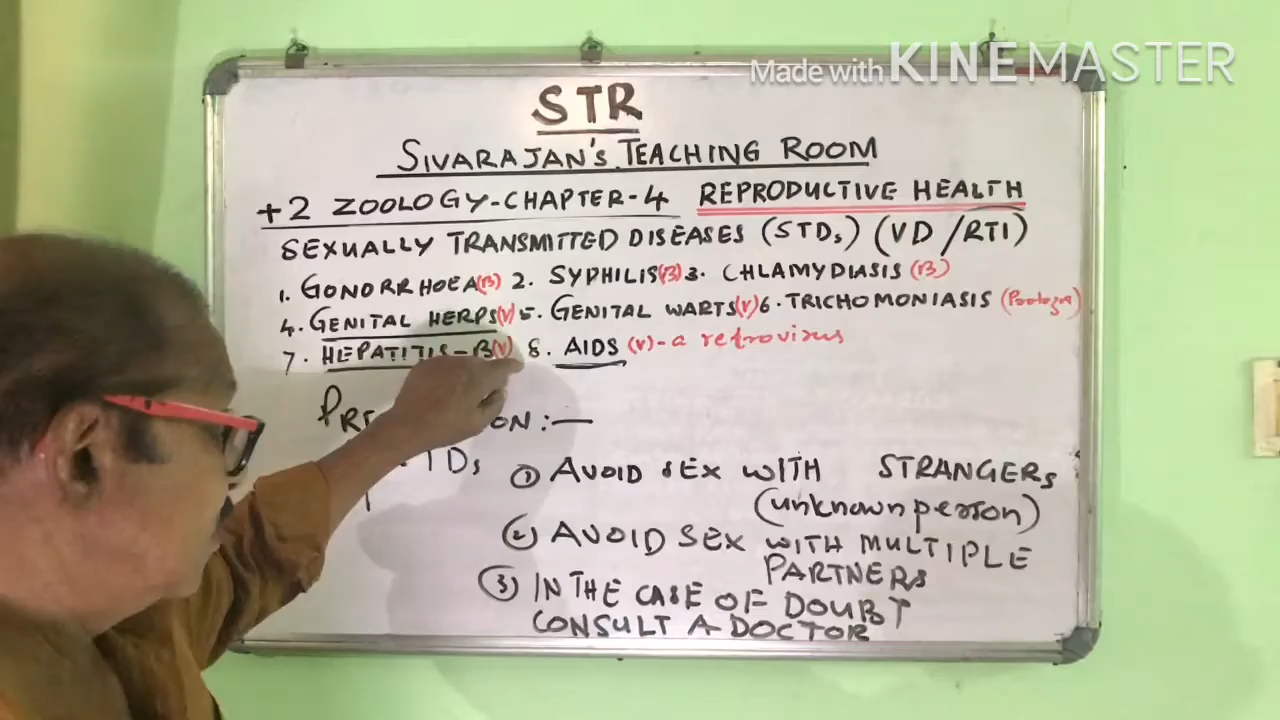 Made with KINEMASTER
STR
SIVARAJAN'S TEACHING ROOM
+2 ZOOLOGY-CHAPTER-4 REPRODUCTIVE HEALTH
SEXUALLY TRANSMITTED DISEASES (STDs) (VD/RTI)
1. GONORRHOEA(B) 2. SYPHILIS(B) 3. CHLAMYDIASIS (B)
4. GENITAL HERPS(V) 5. GENITAL WARTS(V) 6. TRICHOMONIASIS
7. HEPATITIS-B(V) 8. AIDS (V)-a retrovirus
ON :—
TDs
① AVOID SEX WITH STRANGERS
(unknown person)
② AVOID SEX WITH MULTIPLE
PARTNERS
③ IN THE CASE OF DOUBT
CONSULT A DOCTOR